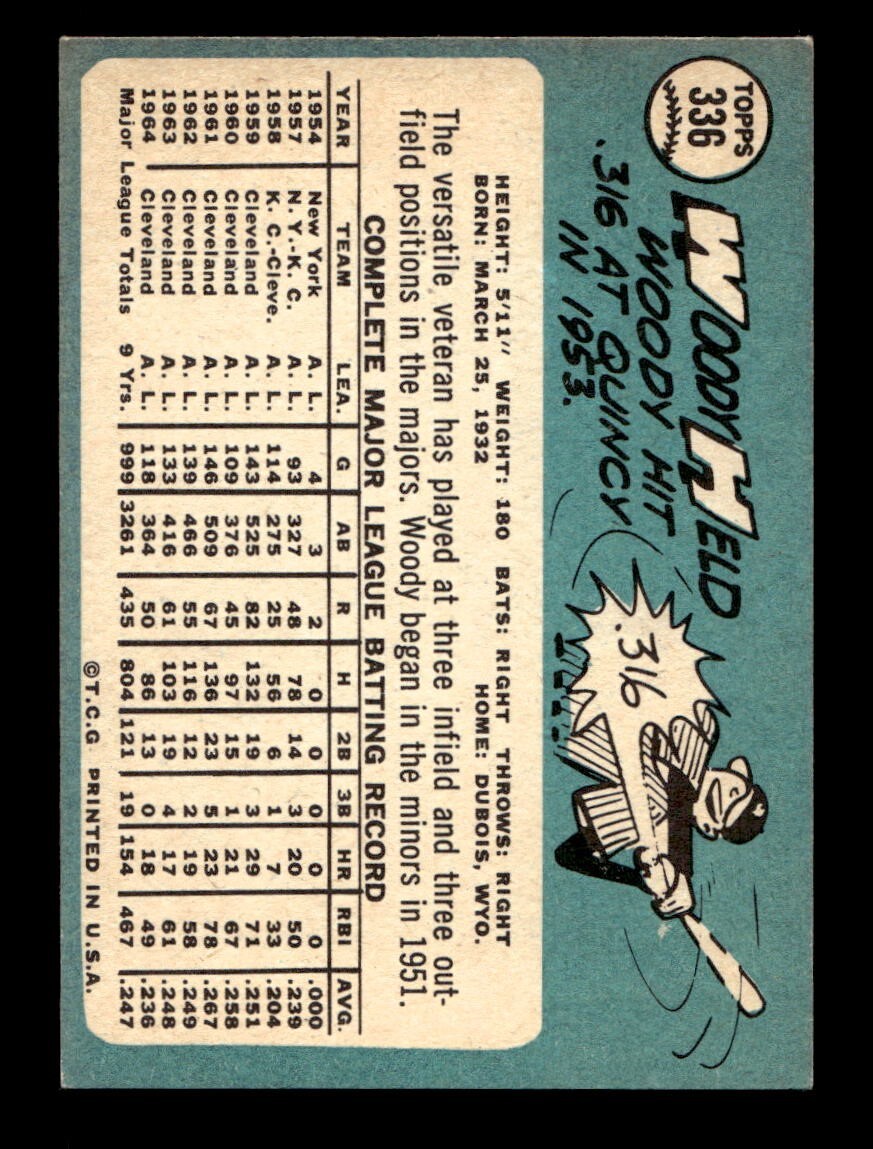 TOPPS
336
WOODY HELD
WOODY HIT
.316 AT QUINCY
IN 1953.
.316
HEIGHT: 5/11" WEIGHT: 180 BATS: RIGHT THROWS: RIGHT
BORN: MARCH 25, 1932 HOME: DUBOIS, WYO.
The versatile veteran has played at three infield and three out-
field positions in the majors. Woody began in the minors in 1951.
COMPLETE MAJOR LEAGUE BATTING RECORD
YEAR TEAM LEA. G AB R H 2B 3B HR RBI AVG.
1954 New York A. L. 4 3 2 0 0 0 0 0 .000
1957 N. Y.-K. C. A. L. 93 327 48 78 14 3 20 50 .239
1958 K. C.-Cleve. A. L. 114 275 25 56 6 1 7 33 .204
1959 Cleveland A. L. 143 525 82 132 19 3 29 71 .251
1960 Cleveland A. L. 109 376 45 97 15 1 21 67 .258
1961 Cleveland A. L. 146 509 67 136 23 5 23 78 .267
1962 Cleveland A. L. 139 466 55 116 12 2 19 58 .249
1963 Cleveland A. L. 133 416 61 103 19 4 17 61 .248
1964 Cleveland A. L. 118 364 50 86 13 0 18 49 .236
Major League Totals 9 Yrs. 999 3261 435 804 121 19 154 467 .247
©T.C.G PRINTED IN U.S.A.